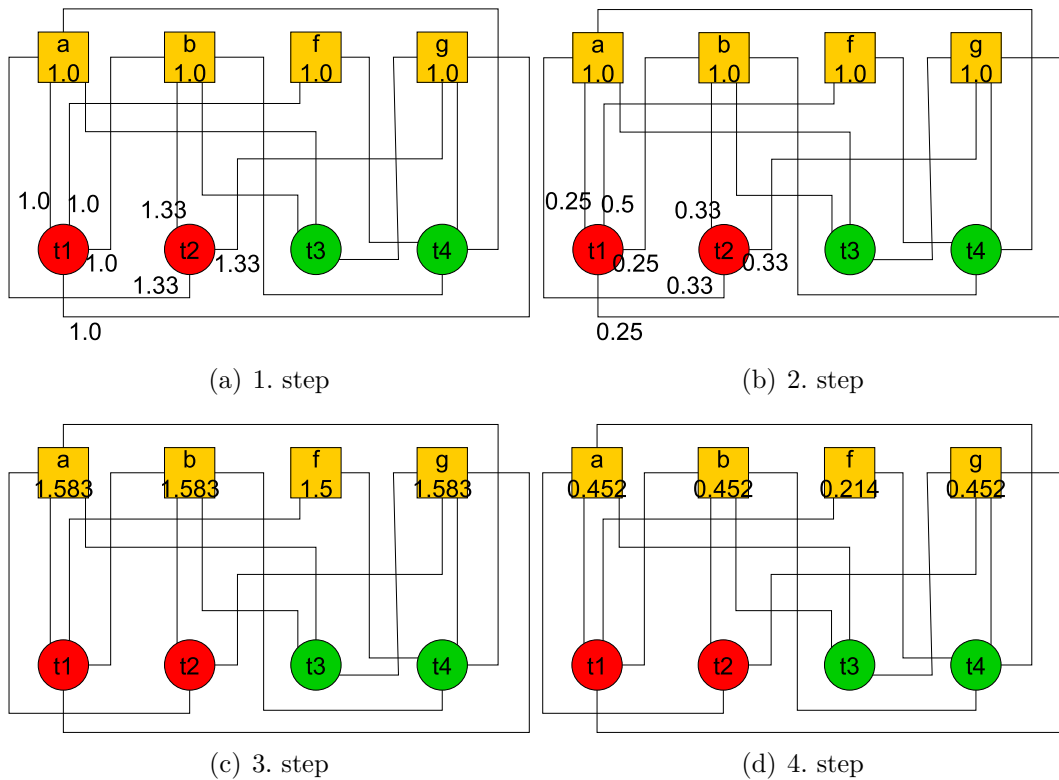 a b f g a b f g
1.0 1.0 1.0 1.0 1.0 1.0 1.0 1.0
1.0 1.0 1.33 0.25 0.5 0.33
t1 t2 t3 t4 t1 t2 t3 t4
1.0 1.33 0.25 0.33
1.33 0.33
1.0 0.25
(a) 1. step (b) 2. step
a b f g a b f g
1.583 1.583 1.5 1.583 0.452 0.452 0.214 0.452
t1 t2 t3 t4 t1 t2 t3 t4
(c) 3. step (d) 4. step